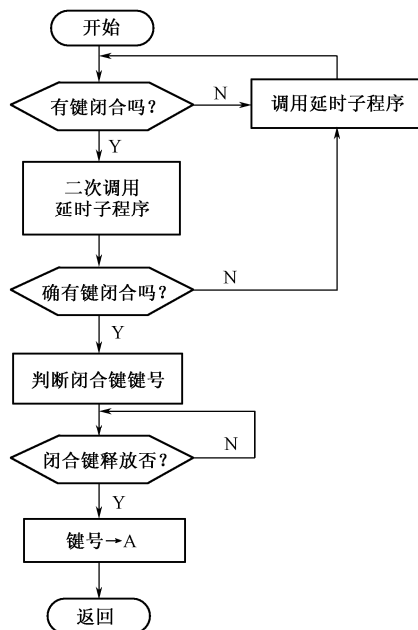 开始
有键闭合吗?
N
调用延时子程序
Y
二次调用
延时子程序
确有键闭合吗?
N
Y
判断闭合键键号
闭合键释放否?
N
Y
键号→A
返回